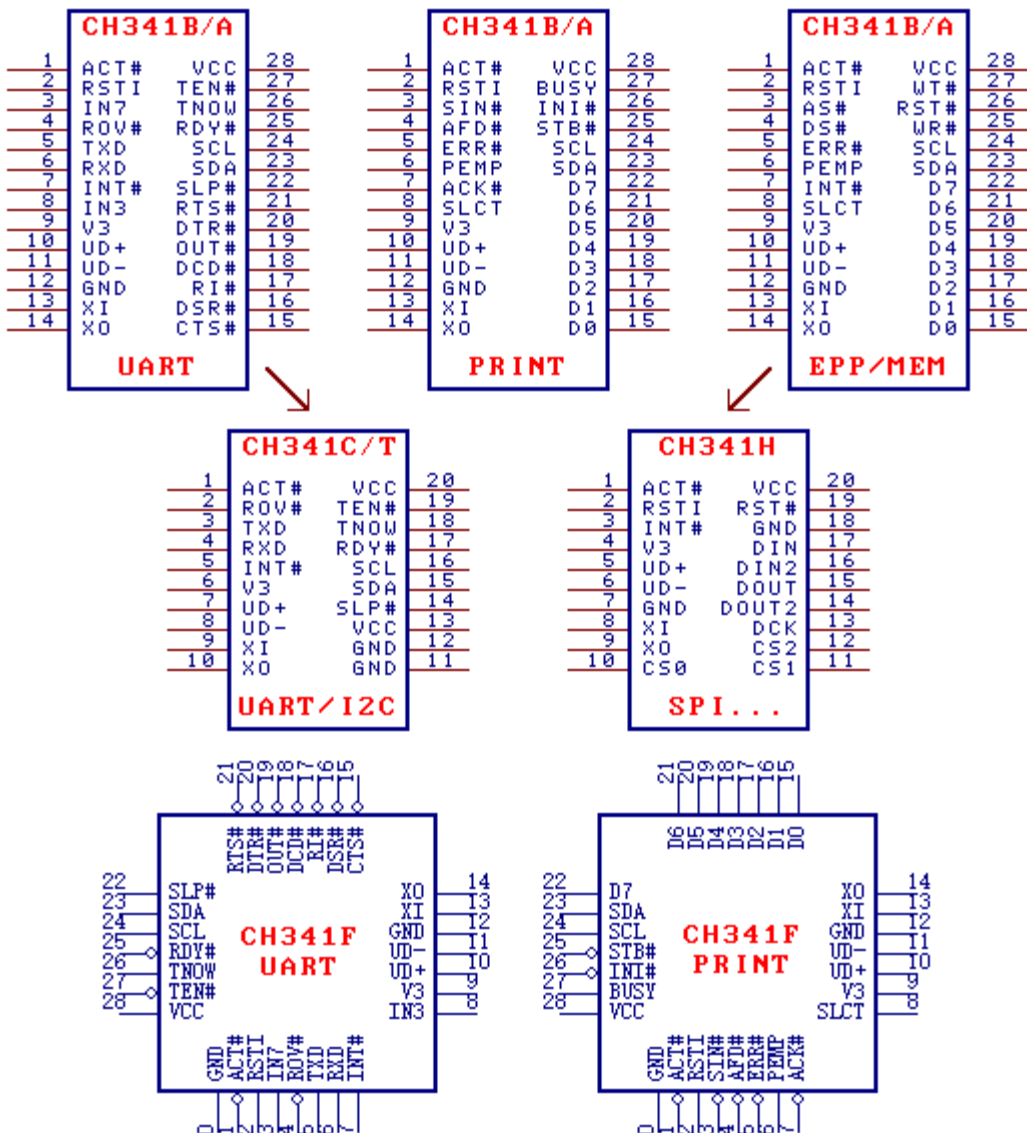 CH341B/A CH341B/A CH341B/A
1 ACT# VCC 28 1 ACT# VCC 28 1 ACT# VCC 28
2 RSTI TEN# 27 2 RSTI BUSY 27 2 RSTI WT# 27
3 IN7 TNOW 26 3 SIN# INI# 26 3 AS# RST# 26
4 ROV# RDY# 25 4 AFD# STB# 25 4 DS# WR# 25
5 TXD SCL 24 5 ERR# SCL 24 5 ERR# SCL 24
6 RXD SDA 23 6 PEMP SDA 23 6 PEMP SDA 23
7 INT# SLP# 22 7 ACK# D7 22 7 INT# D7 22
8 IN3 RTS# 21 8 SLCT D6 21 8 SLCT D6 21
9 V3 DTR# 20 9 V3 D5 20 9 V3 D5 20
10 UD+ OUT# 19 10 UD+ D4 19 10 UD+ D4 19
11 UD- DCD# 18 11 UD- D3 18 11 UD- D3 18
12 GND RI# 17 12 GND D2 17 12 GND D2 17
13 XI DSR# 16 13 XI D1 16 13 XI D1 16
14 XO CTS# 15 14 XO D0 15 14 XO D0 15
UART PRINT EPP/MEM
CH341C/T CH341H
1 ACT# VCC 20 1 ACT# VCC 20
2 ROV# TEN# 19 2 RSTI RST# 19
3 TXD TNOW 18 3 INT# GND 18
4 RXD RDY# 17 4 V3 DIN 17
5 INT# SCL 16 5 UD+ DIN2 16
6 V3 SDA 15 6 UD- DOUT 15
7 UD+ SLP# 14 7 GND DOUT2 14
8 UD- VCC 13 8 XI DCK 13
9 XI GND 12 9 XO CS2 12
10 XO GND 11 10 CS0 CS1 11
UART/I2C SPI...
21 20 19 18 17 16 15 21 20 19 18 17 16 15
RTS# DTR# OUT# DCD# RI# DSR# CTS# D6 D5 D4 D3 D2 D1 D0
22 SLP# XO 14 22 D7 XO 14
23 SDA XI 13 23 SDA XI 13
24 SCL GND 12 24 SCL GND 12
25 RDY# UD- 11 25 STB# UD- 11
26 TNOW UD+ 10 26 INI# UD+ 10
27 TEN# V3 9 27 BUSY V3 9
28 VCC IN3 8 28 VCC SLCT 8
CH341F CH341F
UART PRINT
GND ACT# RSTI IN7 ROV# TXD RXD INT# GND ACT# RSTI SIN# AFD# ERR# PEMP ACK#